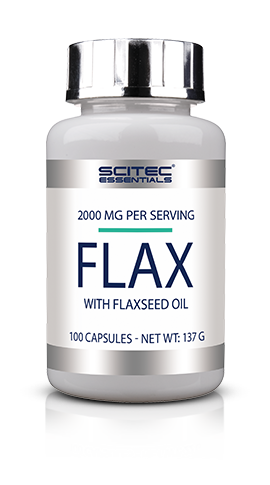 SCITEC®
ESSENTIALS
2000 MG PER SERVING
FLAX
WITH FLAXSEED OIL
100 CAPSULES - NET WT: 137 G